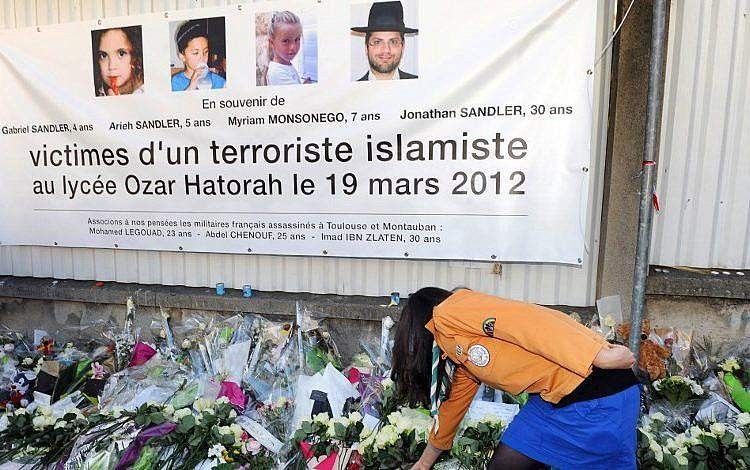 En souvenir de
Gabriel SANDLER, 4 ans Arieh SANDLER, 5 ans Myriam MONSONEGO, 7 ans Jonathan SANDLER, 30 ans
victimes d'un terroriste islamiste
au lycée Ozar Hatorah le 19 mars 2012
Associons à nos pensées les militaires français assassinés à Toulouse et Montauban :
Mohamed LEGOUAD, 23 ans - Abdel CHENOUF, 25 ans - Imad IBN ZLATEN, 30 ans